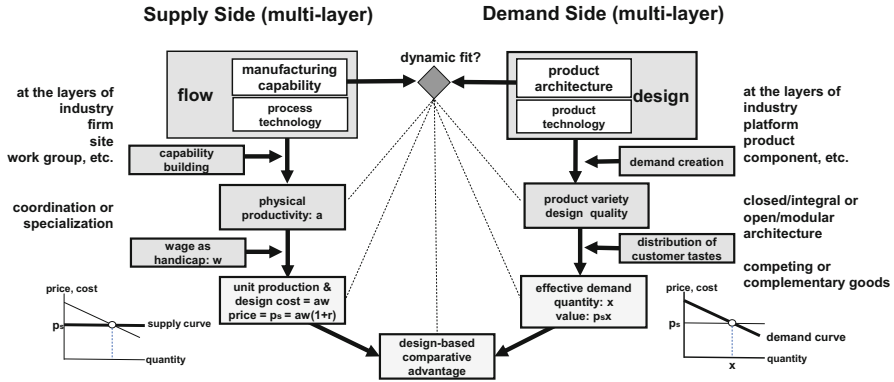 Supply Side (multi-layer)
Demand Side (multi-layer)
dynamic fit?
flow
manufacturing
capability
process
technology
product
architecture
product
technology
design
at the layers of
industry
firm
site
work group, etc.
at the layers of
industry
platform
product
component, etc.
capability
building
demand creation
physical
productivity: a
product variety
design quality
coordination or
specialization
closed/integral or
open/modular
architecture
wage as
handicap: w
distribution of
customer tastes
competing or
complementary goods
unit production &
design cost = aw
price = ps = aw(1+r)
effective demand
quantity: x
value: psx
price, cost
ps
supply curve
quantity
price, cost
ps
demand curve
x
quantity
design-based
comparative
advantage